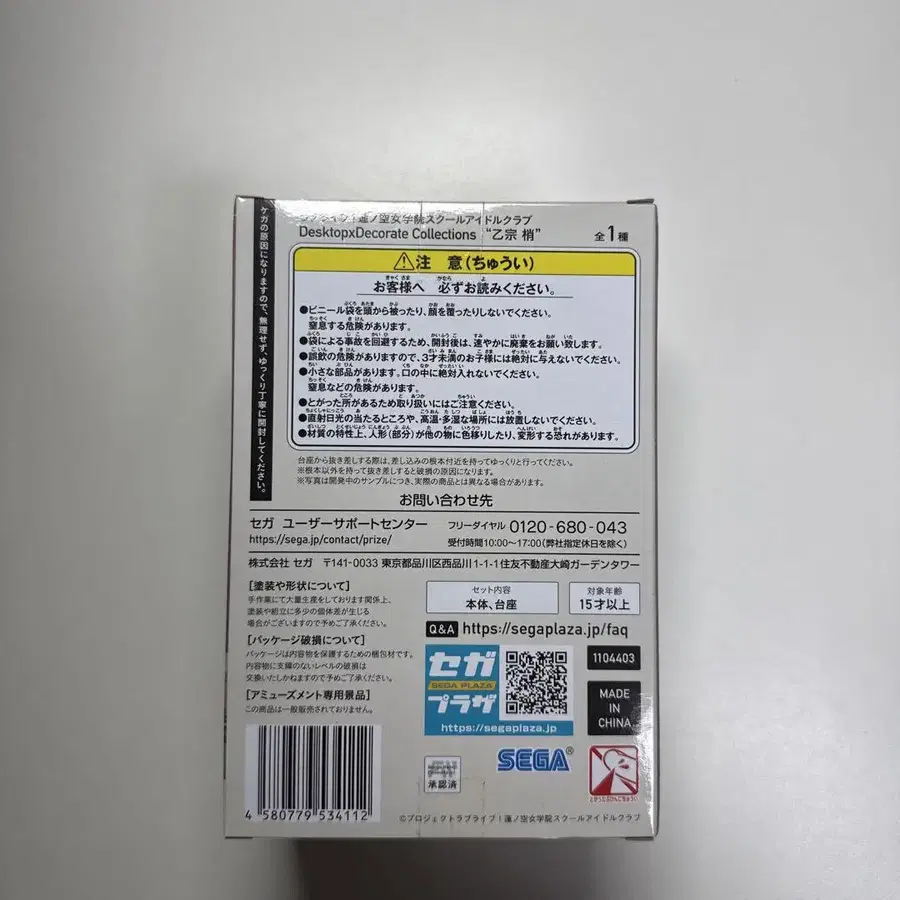 ケガの原因になりますので、無理せず、ゆっくり丁寧に開封してください。
ラブライブ!蓮ノ空女学院スクールアイドルクラブ
DesktopxDecorate Collections “乙宗 梢” 全1種
⚠注 意(ちゅうい)
お客様へ 必ずお読みください。
●ビニール袋を頭から被ったり、顔を覆ったりしないでください。
窒息する危険があります。
●袋による事故を回避するため、開封後は、速やかに廃棄をお願い致します。
●誤飲の危険がありますので、3才未満のお子様には絶対に与えないでください。
●小さな部品があります。口の中に絶対入れないでください。
窒息などの危険があります。
●とがった所があるため取り扱いにはご注意ください。
●直射日光の当たるところや、高温・多湿な場所には放置しないでください。
●材質の特性上、人形(部分)が他の物に色移りしたり、変形する恐れがあります。
台座から抜き差しする際は、差し込みの根本付近を持ってゆっくりと行ってください。
※根本以外を持って抜き差しすると破損の原因になります。
※写真は開発中のサンプルにつき、実際の商品とは異なる場合があります。
お問い合わせ先
セガ ユーザーサポートセンター フリーダイヤル 0120-680-043
https://sega.jp/contact/prize/ 受付時間10:00〜17:00(弊社指定休日を除く)
株式会社 セガ 〒141-0033 東京都品川区西品川1-1-1住友不動産大崎ガーデンタワー
[塗装や形状について]
手作業にて大量生産をしております関係上、
塗装や組立に多少の個体差が生じる
場合がございますので予めご了承ください。
[パッケージ破損について]
パッケージは内容物を保護するための梱包材です。
内容物に支障のないレベルの破損は
交換いたしかねますので予めご了承ください。
[アミューズメント専用景品]
この商品は一般販売されておりません。
セット内容
本体、台座
対象年齢
15才以上
Q&A https://segaplaza.jp/faq
セガ
SEGA PLAZA
プラザ
https://segaplaza.jp
1104403
MADE IN
CHINA
SEGA®
承認済
とがったぶひんごちゅうい
4 580779 534112
©プロジェクトラブライブ!蓮ノ空女学院スクールアイドルクラブ